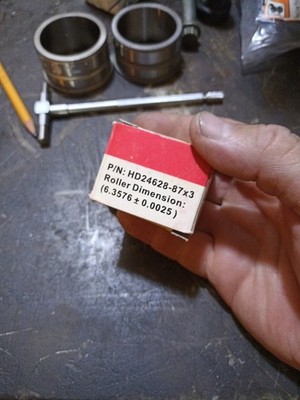 P/N: HD24628-87x3
Roller Dimension:
(6.3576 ± 0.0025 )